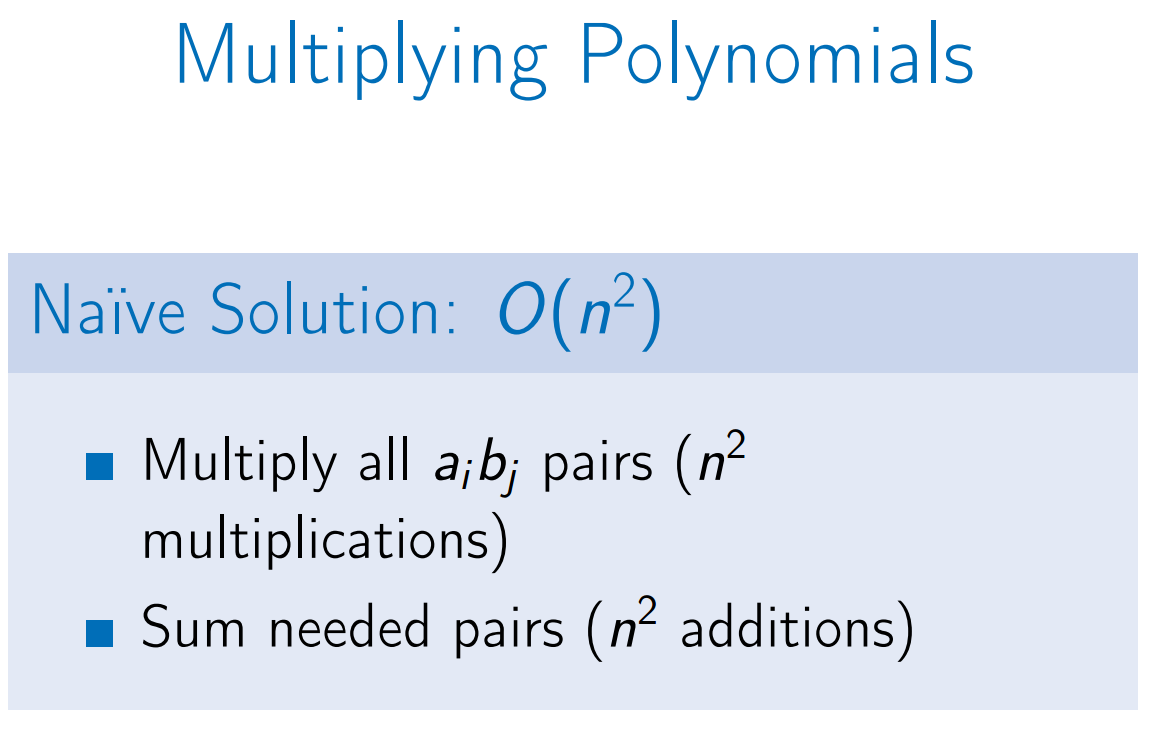 Multiplying Polynomials
Naïve Solution: O(n²)
Multiply all aᵢbⱼ pairs (n²
multiplications)
Sum needed pairs (n² additions)